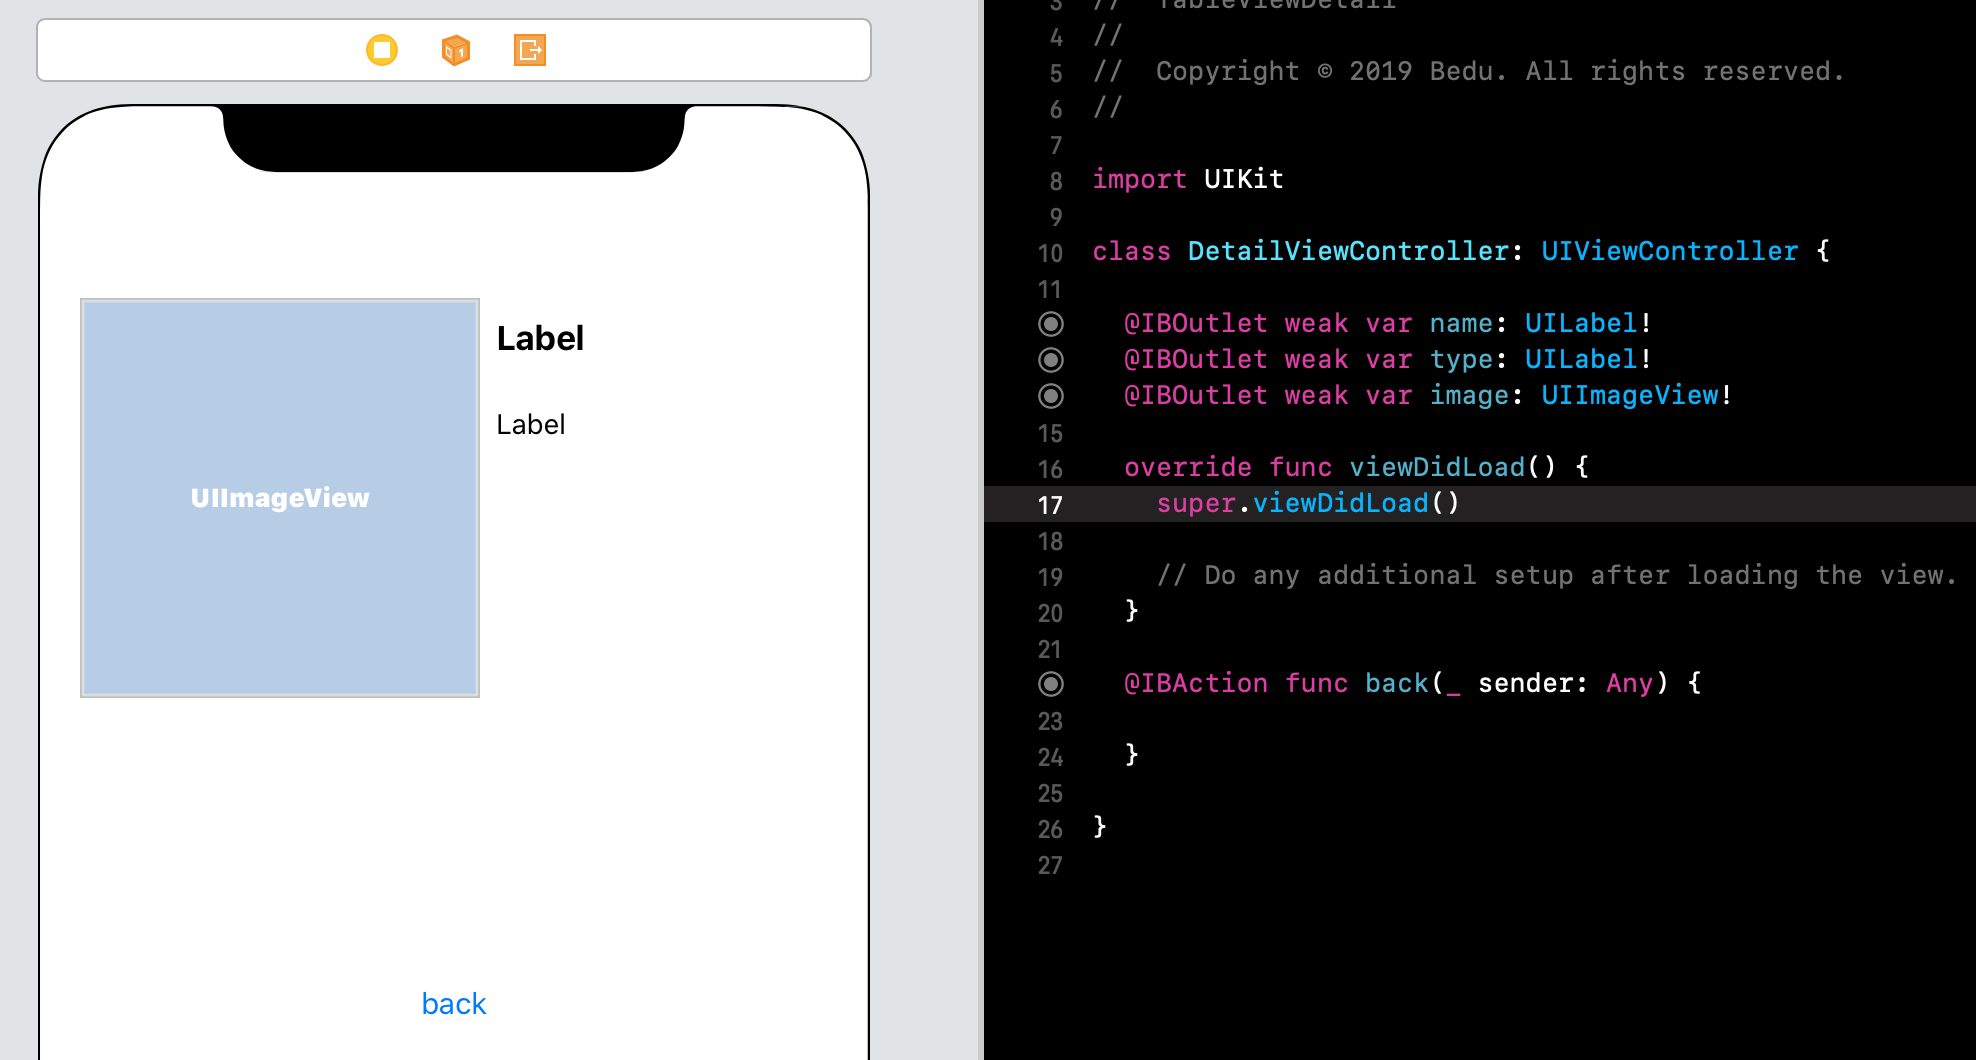 Label
Label
UIImageView
back
3 // TableViewDetail
4 //
5 // Copyright © 2019 Bedu. All rights reserved.
6 //
7
8 import UIKit
9
10 class DetailViewController: UIViewController {
11
@IBOutlet weak var name: UILabel!
@IBOutlet weak var type: UILabel!
@IBOutlet weak var image: UIImageView!
15
16 override func viewDidLoad() {
17 super.viewDidLoad()
18
19 // Do any additional setup after loading the view.
20 }
21
@IBAction func back(_ sender: Any) {
23
24 }
25
26 }
27